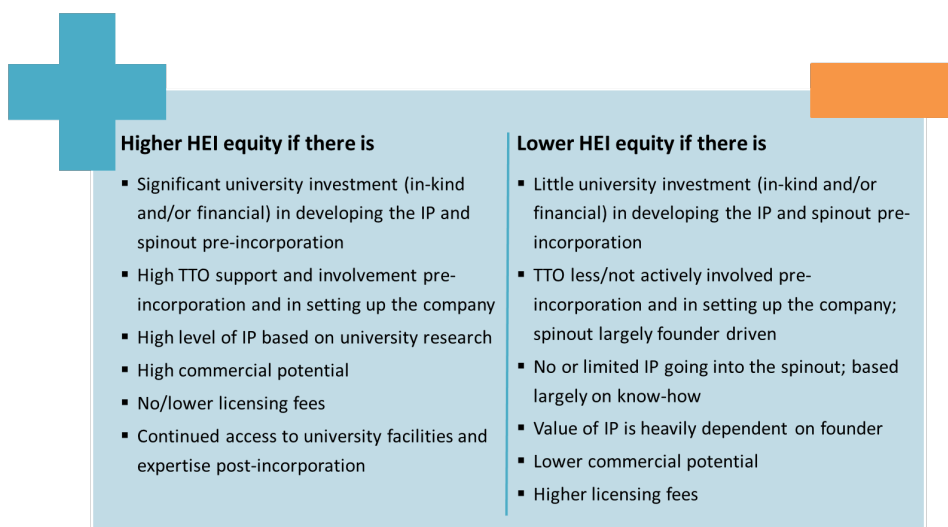 Higher HEI equity if there is
▪ Significant university investment (in-kind
and/or financial) in developing the IP and
spinout pre-incorporation
▪ High TTO support and involvement pre-
incorporation and in setting up the company
▪ High level of IP based on university research
▪ High commercial potential
▪ No/lower licensing fees
▪ Continued access to university facilities and
expertise post-incorporation
Lower HEI equity if there is
▪ Little university investment (in-kind and/or
financial) in developing the IP and spinout pre-
incorporation
▪ TTO less/not actively involved pre-
incorporation and in setting up the company;
spinout largely founder driven
▪ No or limited IP going into the spinout; based
largely on know-how
▪ Value of IP is heavily dependent on founder
▪ Lower commercial potential
▪ Higher licensing fees